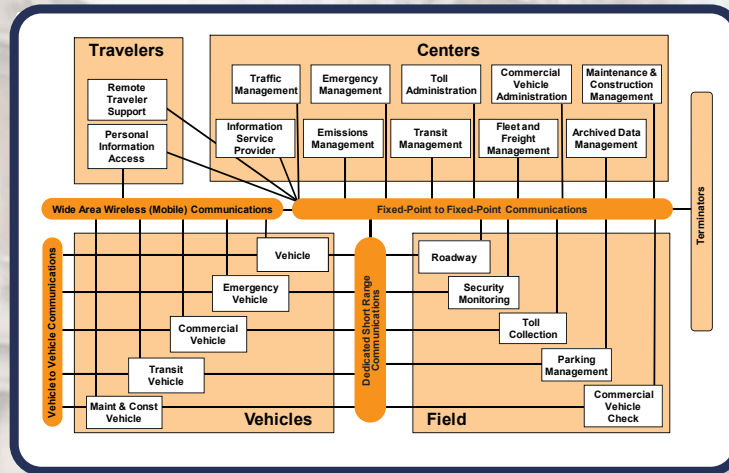 Travelers
Remote
Traveler
Support
Personal
Information
Access
Centers
Traffic
Management
Emergency
Management
Toll
Administration
Commercial
Vehicle
Administration
Maintenance &
Construction
Management
Information
Service
Provider
Emissions
Management
Transit
Management
Fleet and
Freight
Management
Archived Data
Management
Wide Area Wireless (Mobile) Communications
Fixed-Point to Fixed-Point Communications
Terminators
Vehicle to Vehicle Communications
Vehicle
Emergency
Vehicle
Commercial
Vehicle
Transit
Vehicle
Maint & Const
Vehicle
Vehicles
Dedicated Short Range
Communications
Roadway
Security
Monitoring
Toll
Collection
Parking
Management
Commercial
Vehicle
Check
Field